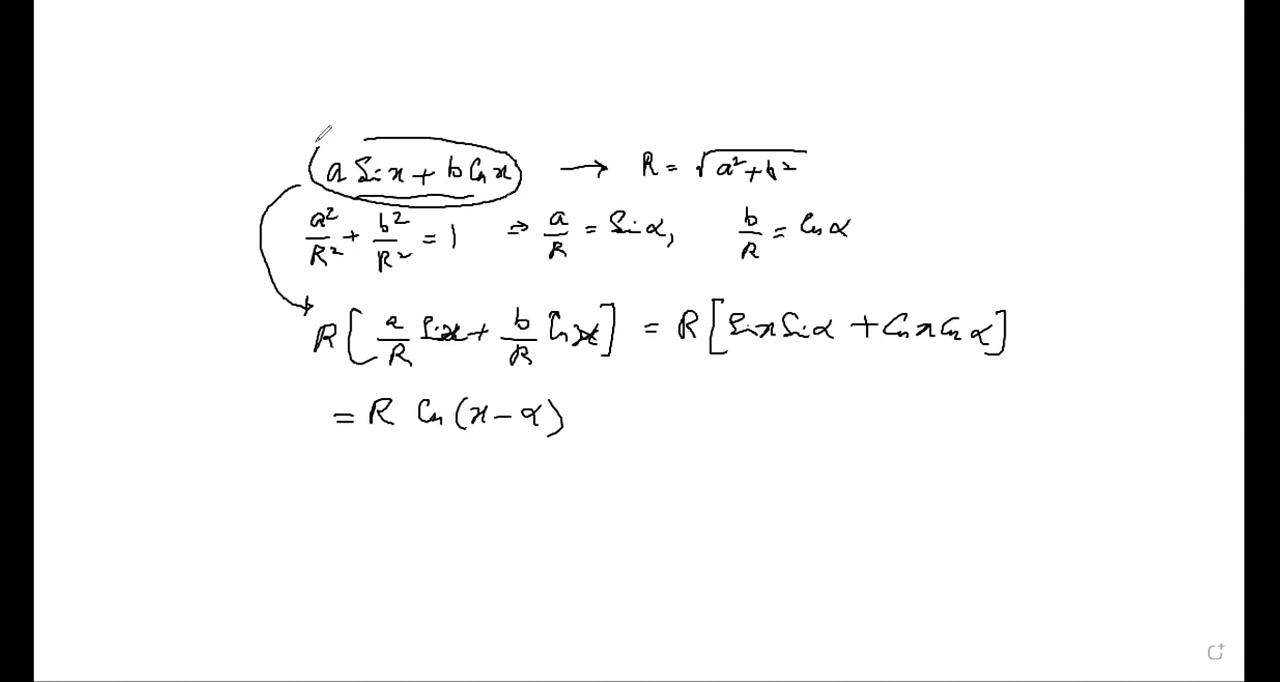 a Sin x + b Cos x → R = √(a² + b²)
a²/R² + b²/R² = 1 ⇒ a/R = Sin α, b/R = Cos α
R [ a/R Sin x + b/R Cos x ] = R [ Sin x Sin α + Cos x Cos α ]
= R Cos (x − α)